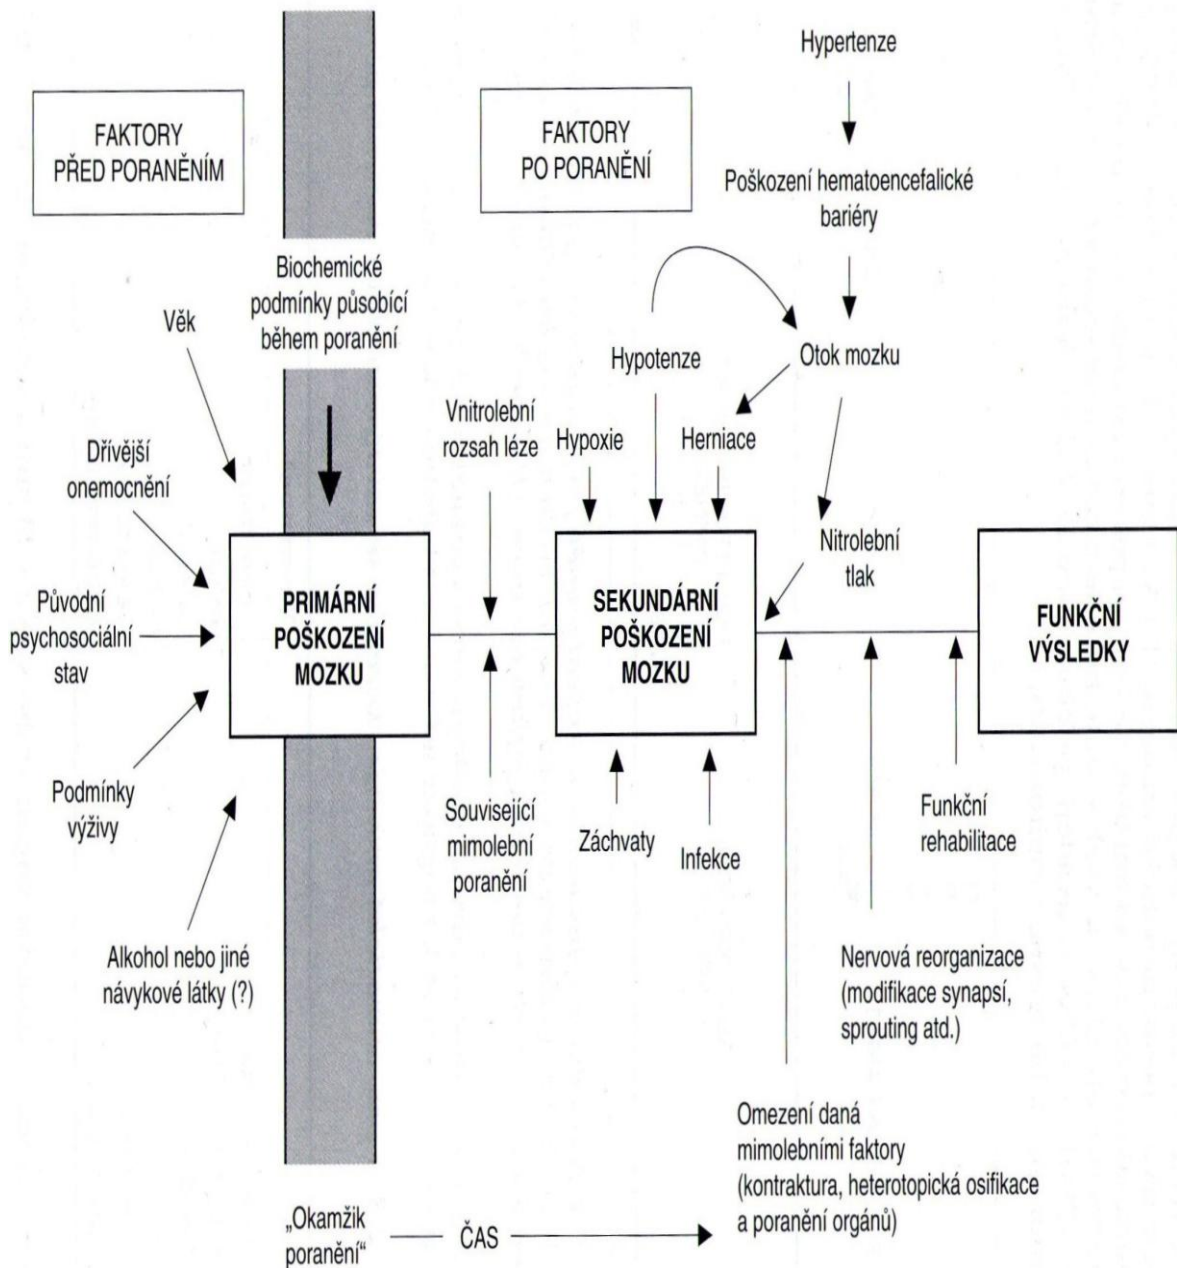 FAKTORY
PŘED PORANĚNÍM
FAKTORY
PO PORANĚNÍ
Hypertenze
Poškození hematoencefalické
bariéry
Biochemické
podmínky působící
během poranění
Věk
Hypotenze
Otok mozku
Vnitrolební
rozsah léze
Hypoxie
Herniace
Dřívější
onemocnění
Nitrolební
tlak
Původní
psychosociální
stav
PRIMÁRNÍ
POŠKOZENÍ
MOZKU
SEKUNDÁRNÍ
POŠKOZENÍ
MOZKU
FUNKČNÍ
VÝSLEDKY
Podmínky
výživy
Související
mimolební
poranění
Záchvaty
Infekce
Funkční
rehabilitace
Alkohol nebo jiné
návykové látky (?)
Nervová reorganizace
(modifikace synapsí,
sprouting atd.)
Omezení daná
mimolebními faktory
(kontraktura, heterotopická osifikace
a poranění orgánů)
„Okamžik
poranění“
ČAS